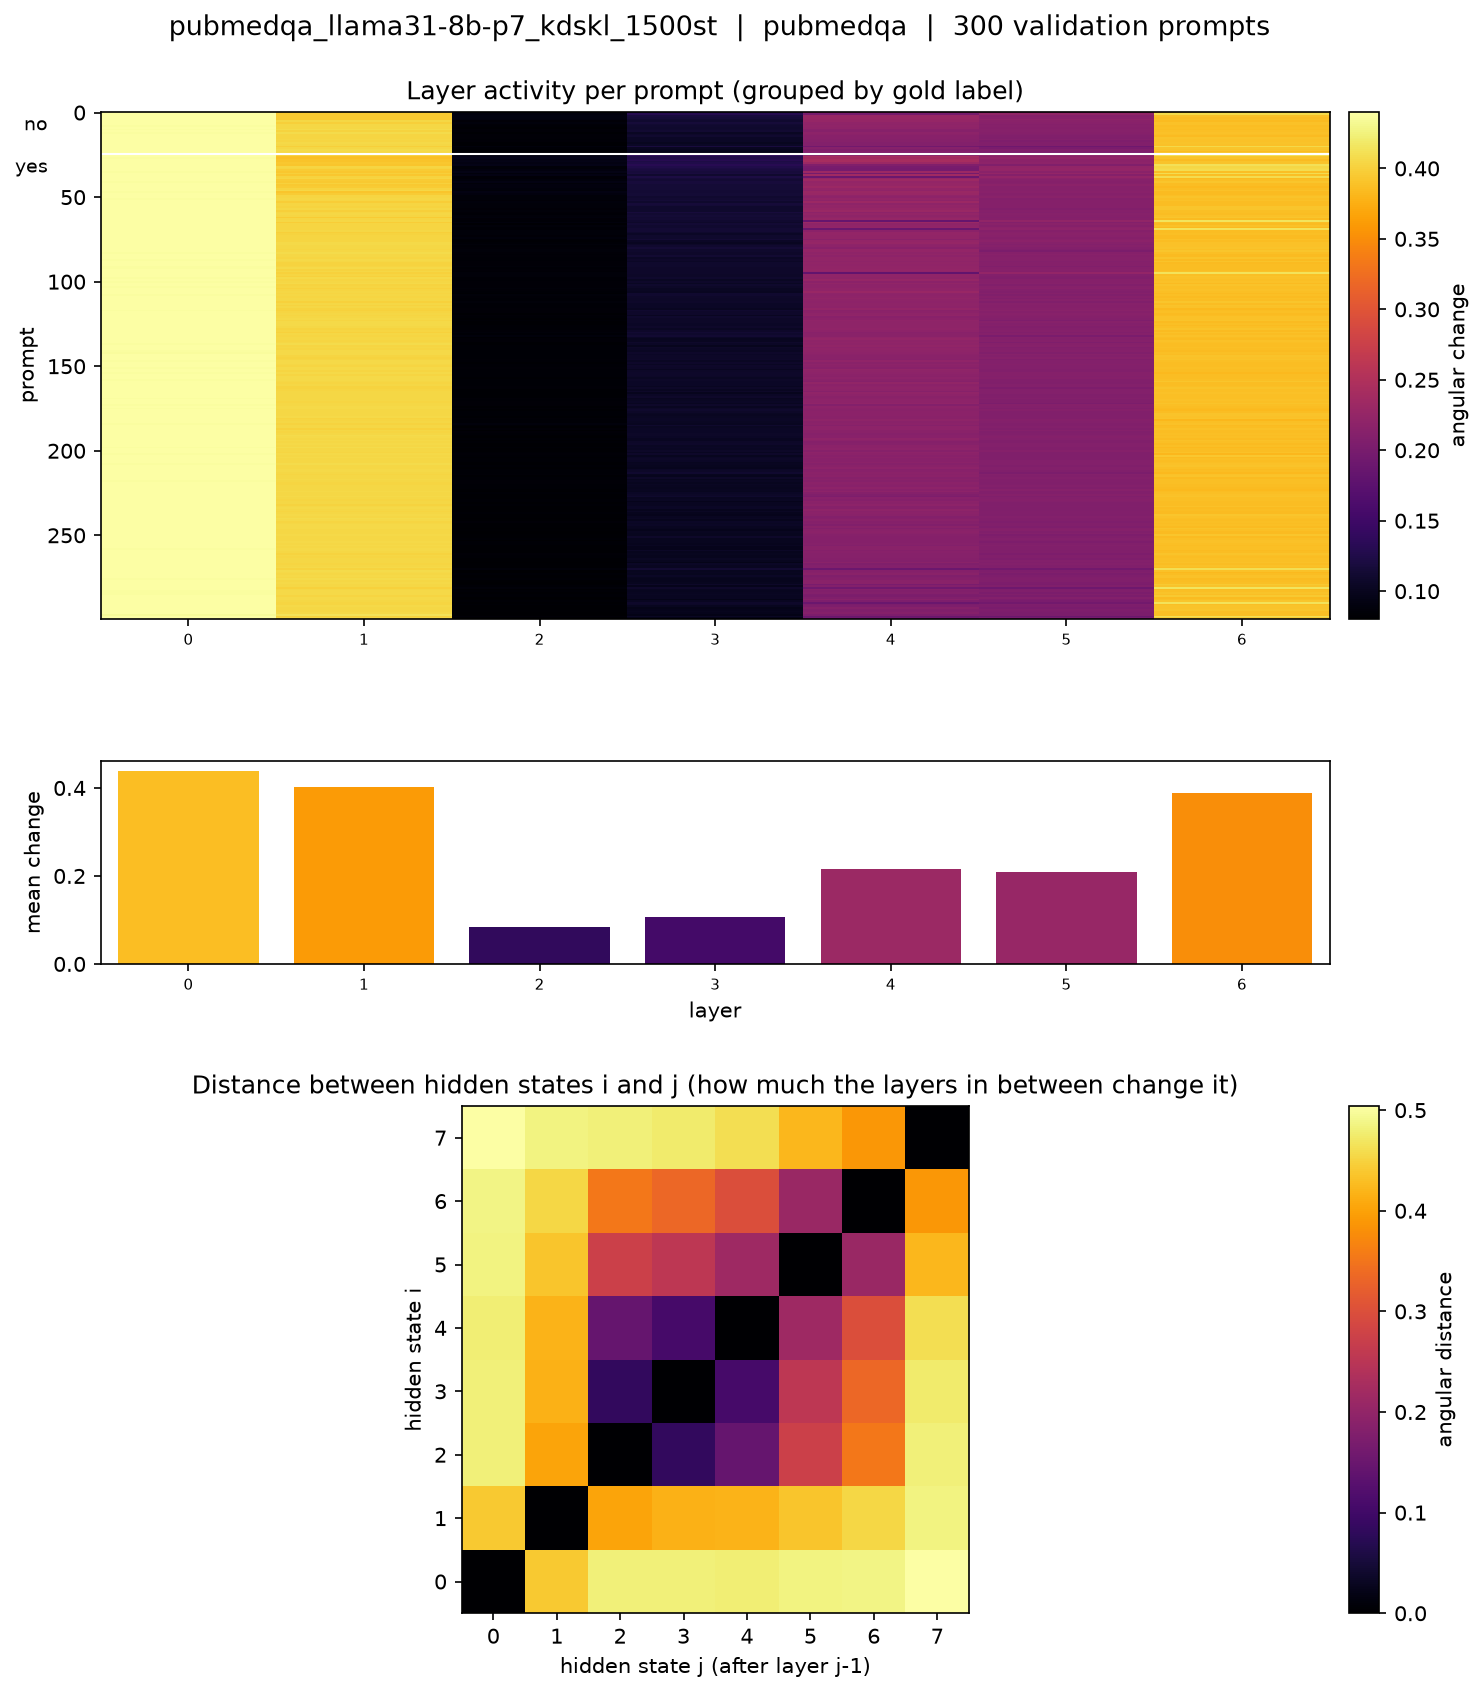 pubmedqa_llama31-8b-p7_kdskl_1500st | pubmedqa | 300 validation prompts
Layer activity per prompt (grouped by gold label)
no
yes
prompt
0
50
100
150
200
250
0 1 2 3 4 5 6
0.40
0.35
0.30
0.25
0.20
0.15
0.10
angular change
mean change
0.4
0.2
0.0
0 1 2 3 4 5 6
layer
Distance between hidden states i and j (how much the layers in between change it)
hidden state i
7
6
5
4
3
2
1
0
0 1 2 3 4 5 6 7
hidden state j (after layer j-1)
0.5
0.4
0.3
0.2
0.1
0.0
angular distance